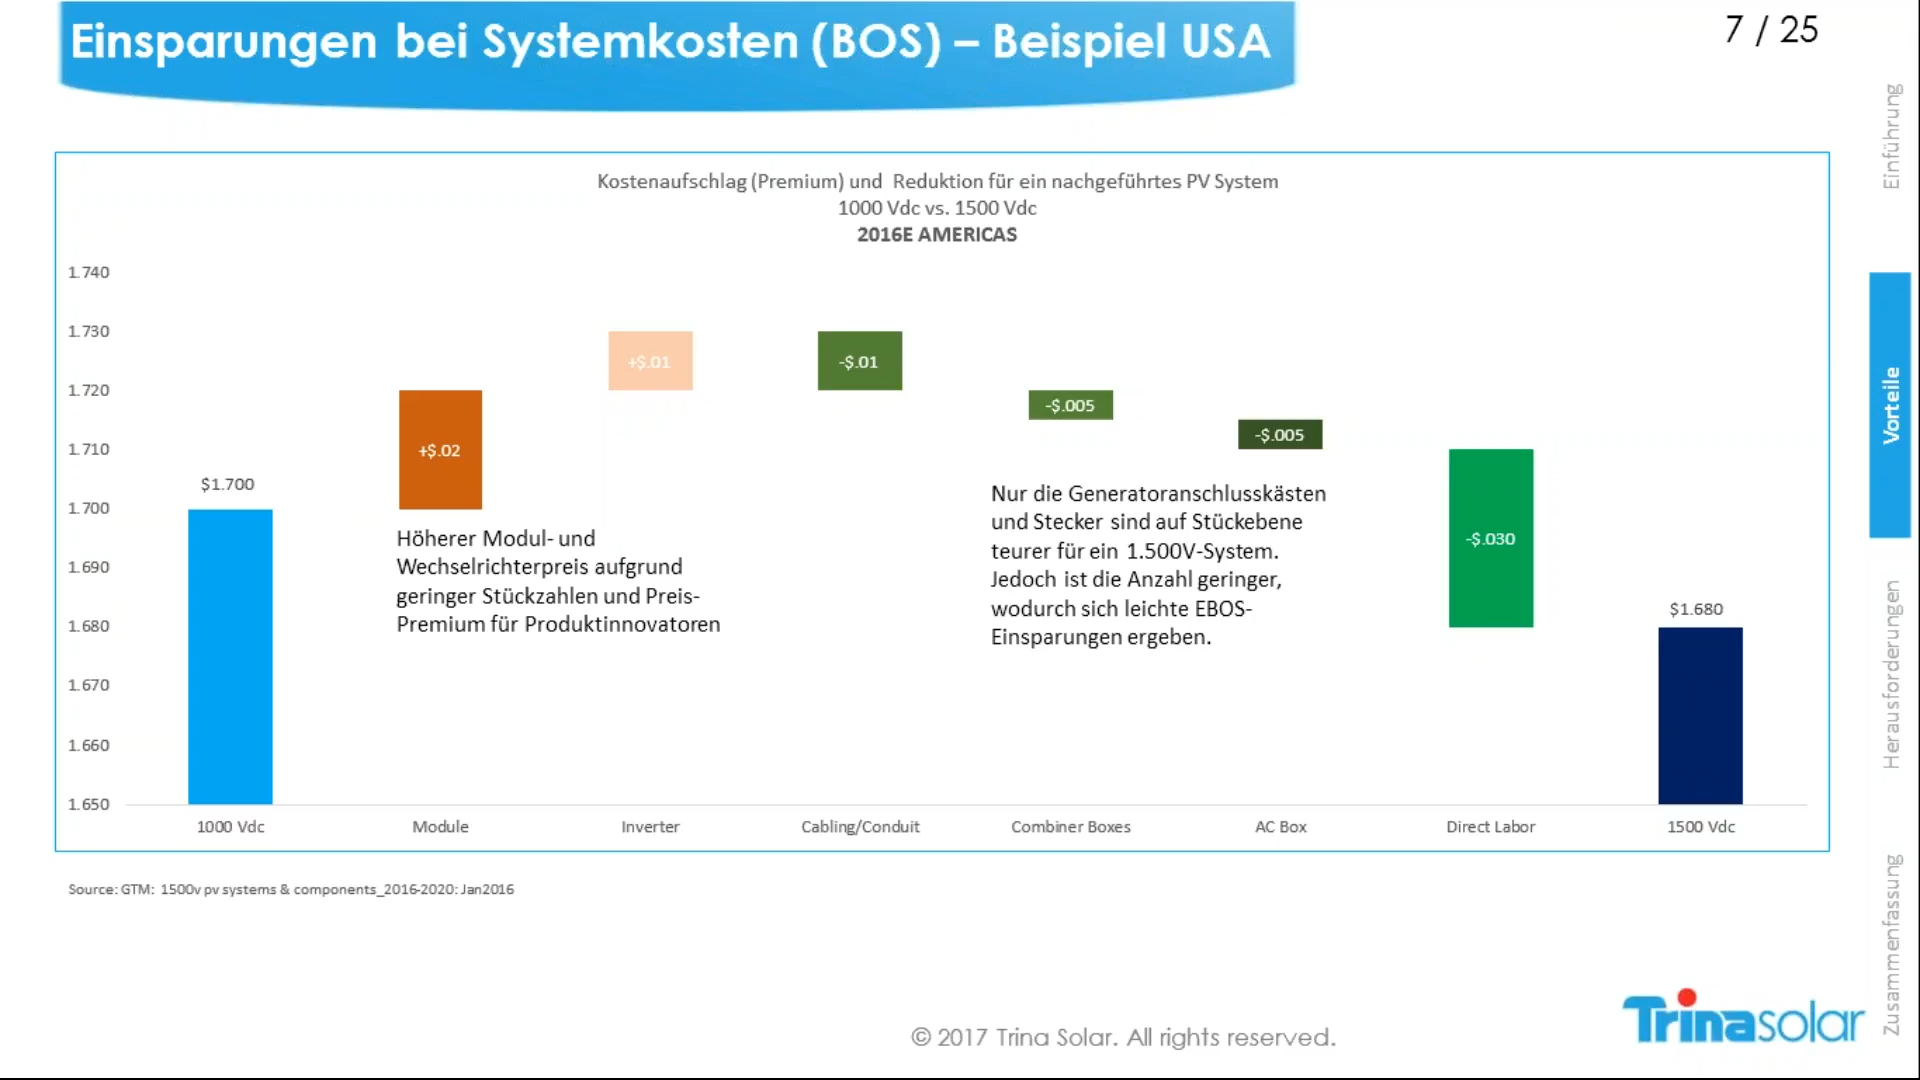 Einsparungen bei Systemkosten (BOS) – Beispiel USA
7 / 25
Einführung
Vorteile
Herausforderungen
Zusammenfassung
Kostenaufschlag (Premium) und Reduktion für ein nachgeführtes PV System
1000 Vdc vs. 1500 Vdc
2016E AMERICAS
1.740
1.730
1.720
1.710
1.700
1.690
1.680
1.670
1.660
1.650
$1.700
+$.02
+$.01
-$.01
-$.005
-$.005
-$.030
$1.680
Höherer Modul- und
Wechselrichterpreis aufgrund
geringer Stückzahlen und Preis-
Premium für Produktinnovatoren
Nur die Generatoranschlusskästen
und Stecker sind auf Stückebene
teurer für ein 1.500V-System.
Jedoch ist die Anzahl geringer,
wodurch sich leichte EBOS-
Einsparungen ergeben.
1000 Vdc
Module
Inverter
Cabling/Conduit
Combiner Boxes
AC Box
Direct Labor
1500 Vdc
Source: GTM: 1500v pv systems & components_2016-2020: Jan2016
© 2017 Trina Solar. All rights reserved.
Trinasolar